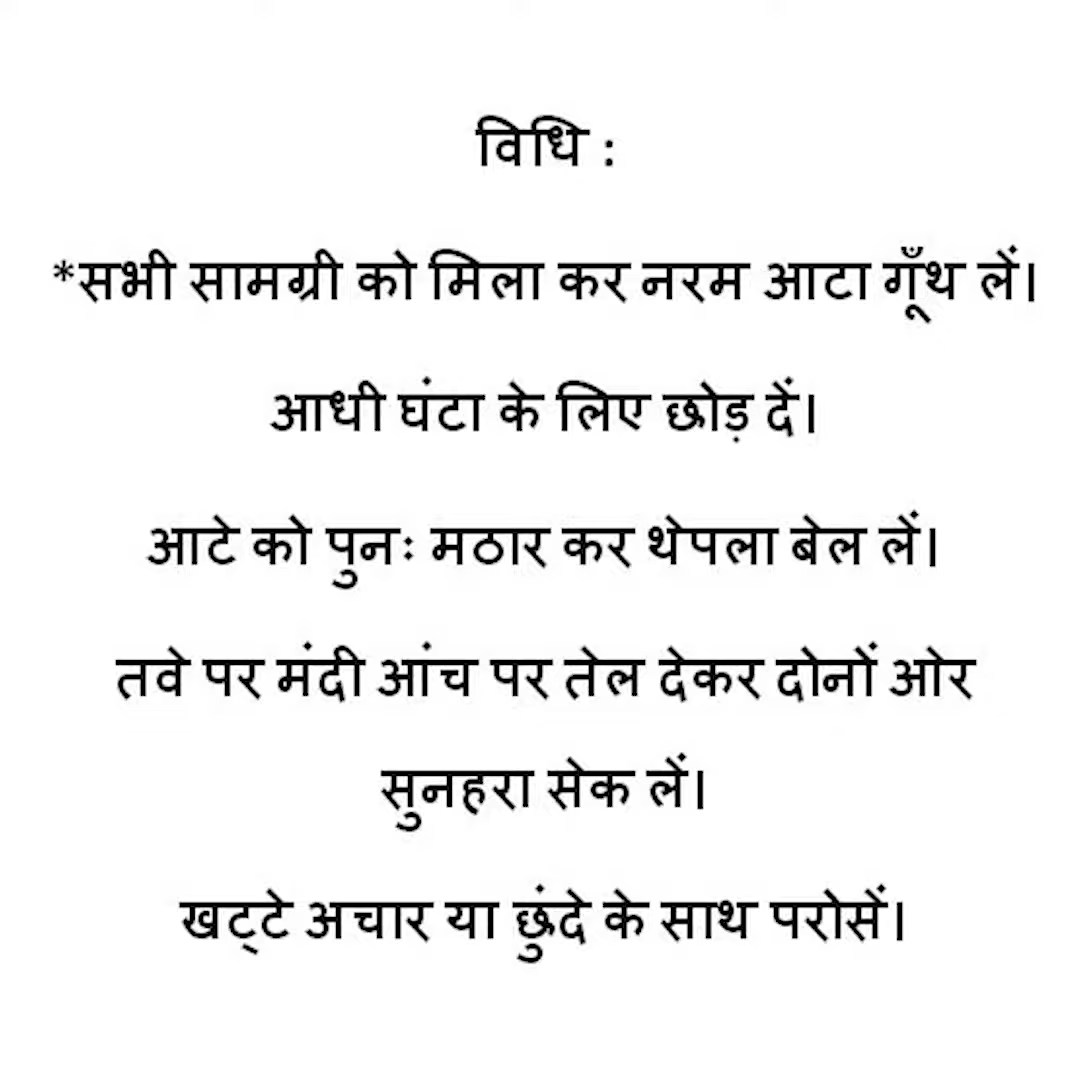 विधि :
*सभी सामग्री को मिला कर नरम आटा गूँथ लें।
आधी घंटा के लिए छोड़ दें।
आटे को पुनः मठार कर थेपला बेल लें।
तवे पर मंदी आंच पर तेल देकर दोनों ओर
सुनहरा सेक लें।
खट्टे अचार या छुंदे के साथ परोसें।